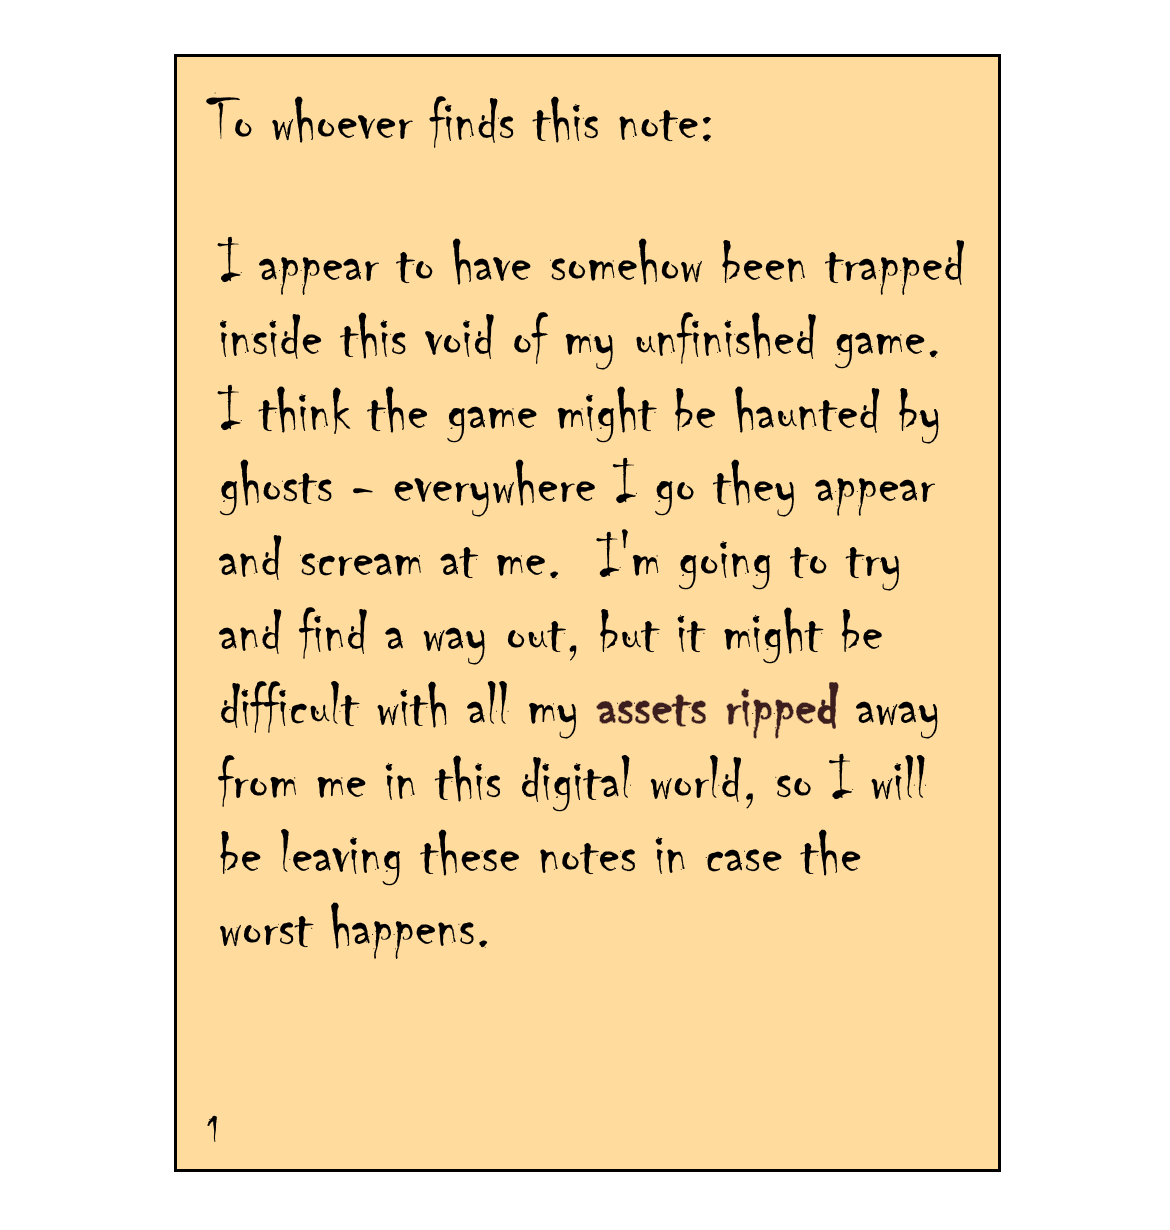 To whoever finds this note:
I appear to have somehow been trapped
inside this void of my unfinished game.
I think the game might be haunted by
ghosts - everywhere I go they appear
and scream at me.  I'm going to try
and find a way out, but it might be
difficult with all my assets ripped away
from me in this digital world, so I will
be leaving these notes in case the
worst happens.
1